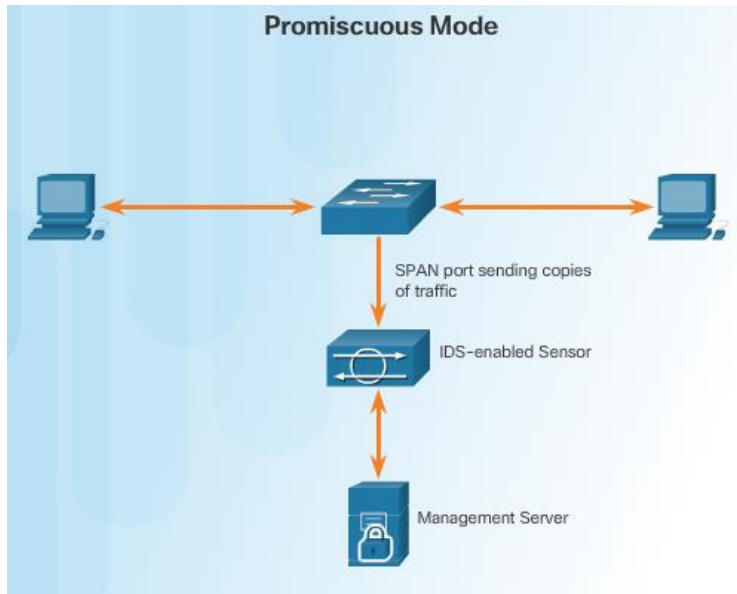 Promiscuous Mode
SPAN port sending copies
of traffic
IDS-enabled Sensor
Management Server